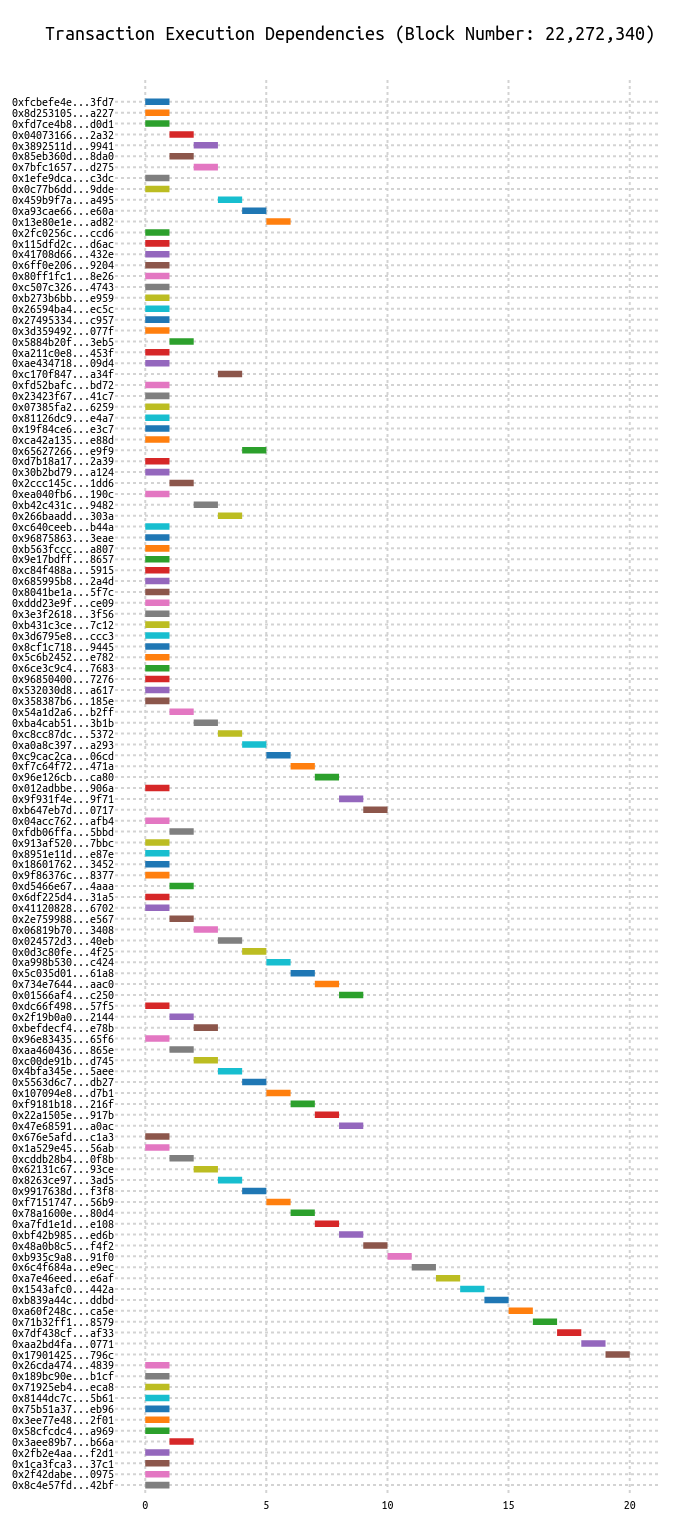 Transaction Execution Dependencies (Block Number: 22,272,340)
0xfcbefe4e...3fd7
0x8d253105...a227
0xfd7ce4b8...d0d1
0x04073166...2a32
0x3892511d...9941
0x85eb360d...8da0
0x7bfc1657...d275
0x1efe9dca...c3dc
0x0c77b6dd...9dde
0x459b9f7a...a495
0xa93cae66...e60a
0x13e80e1e...ad82
0x2fc0256c...ccd6
0x115dfd2c...d6ac
0x41708d66...432e
0x6ff0e206...9204
0x80ff1fc1...8e26
0xc507c326...4743
0xb273b6bb...e959
0x26594ba4...ec5c
0x27495334...c957
0x3d359492...077f
0x5884b20f...3eb5
0xa211c0e8...453f
0xae434718...09d4
0xc170f847...a34f
0xfd52bafc...bd72
0x23423f67...41c7
0x07385fa2...6259
0x81126dc9...e4a7
0x19f84ce6...e3c7
0xca42a135...e88d
0x65627266...e9f9
0xd7b18a17...2a39
0x30b2bd79...a124
0x2ccc145c...1dd6
0xea040fb6...190c
0xb42c431c...9482
0x266baadd...303a
0xc640ceeb...b44a
0x96875863...3eae
0xb563fccc...a807
0x9e17bdff...8657
0xc84f488a...5915
0x685995b8...2a4d
0x8041be1a...5f7c
0xddd23e9f...ce09
0x3e3f2618...3f56
0xb431c3ce...7c12
0x3d6795e8...ccc3
0x8cf1c718...9445
0x5c6b2452...e782
0x6ce3c9c4...7683
0x96850400...7276
0x532030d8...a617
0x358387b6...185e
0x54a1d2a6...b2ff
0xba4cab51...3b1b
0xc8cc87dc...5372
0xa0a8c397...a293
0xc9cac2ca...06cd
0xf7c64f72...471a
0x96e126cb...ca80
0x012adbbe...906a
0x9f931f4e...9f71
0xb647eb7d...0717
0x04acc762...afb4
0xfdb06ffa...5bbd
0x913af520...7bbc
0x8951e11d...e87e
0x18601762...3452
0x9f86376c...8377
0xd5466e67...4aaa
0x6df225d4...31a5
0x41120828...6702
0x2e759988...e567
0x06819b70...3408
0x024572d3...40eb
0x0d3c80fe...4f25
0xa998b530...c424
0x5c035d01...61a8
0x734e7644...aac0
0x01566af4...c250
0xdc66f498...57f5
0x2f19b0a0...2144
0xbefdecf4...e78b
0x96e83435...65f6
0xaa460436...865e
0xc00de91b...d745
0x4bfa345e...5aee
0x5563d6c7...db27
0x107094e8...d7b1
0xf9181b18...216f
0x22a1505e...917b
0x47e68591...a0ac
0x676e5afd...c1a3
0x1a529e45...56ab
0xcddb28b4...0f8b
0x62131c67...93ce
0x8263ce97...3ad5
0x9917638d...f3f8
0xf7151747...56b9
0x78a1600e...80d4
0xa7fd1e1d...e108
0xbf42b985...ed6b
0x48a0b8c5...f4f2
0xb935c9a8...91f0
0x6c4f684a...e9ec
0xa7e46eed...e6af
0x1543afc0...442a
0xb839a44c...ddbd
0xa60f248c...ca5e
0x71b32ff1...8579
0x7df438cf...af33
0xaa2bd4fa...0771
0x17901425...796c
0x26cda474...4839
0x189bc90e...b1cf
0x71925eb4...eca8
0x8144dc7c...5b61
0x75b51a37...eb96
0x3ee77e48...2f01
0x58cfcdc4...a969
0x3aee89b7...b66a
0x2fb2e4aa...f2d1
0x1ca3fca3...37c1
0x2f42dabe...0975
0x8c4e57fd...42bf
0 5 10 15 20